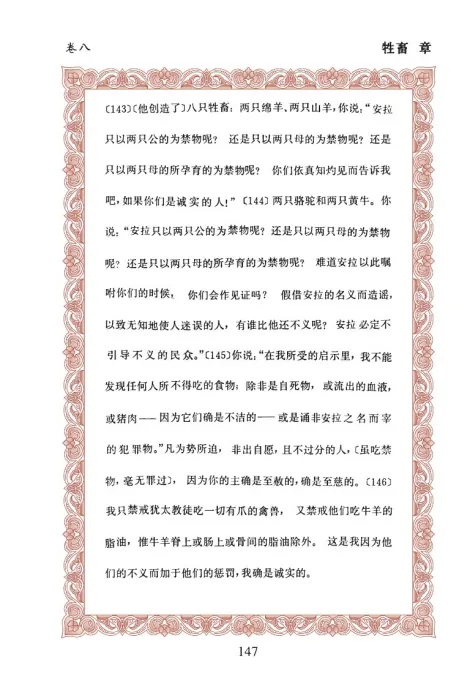 卷八
牲畜 章
〔143〕〔他创造了〕八只牲畜：两只绵羊、两只山羊，你说：“安拉
只以两只公的为禁物呢？ 还是只以两只母的为禁物呢？ 还是
只以两只母的所孕育的为禁物呢？ 你们依真知灼见而告诉我
吧，如果你们是诚实的人！”〔144〕两只骆驼和两只黄牛。你
说：“安拉只以两只公的为禁物呢？还是只以两只母的为禁物
呢？还是只以两只母的所孕育的为禁物呢？ 难道安拉以此嘱
咐你们的时候， 你们会作见证吗？ 假借安拉的名义而造谣，
以致无知地使人迷误的人，有谁比他还不义呢？ 安拉必定不
引导不义的民众。”〔145〕你说：“在我所受的启示里，我不能
发现任何人所不得吃的食物；除非是自死物， 或流出的血液，
或猪肉——因为它们确是不洁的——或是诵非安拉之名而宰
的犯罪物。”凡为势所迫， 非出自愿，且不过分的人，〔虽吃禁
物，毫无罪过〕， 因为你的主确是至赦的，确是至慈的。〔146〕
我只禁戒犹太教徒吃一切有爪的禽兽， 又禁戒他们吃牛羊的
脂油，惟牛羊脊上或肠上或骨间的脂油除外。 这是我因为他
们的不义而加于他们的惩罚，我确是诚实的。
147